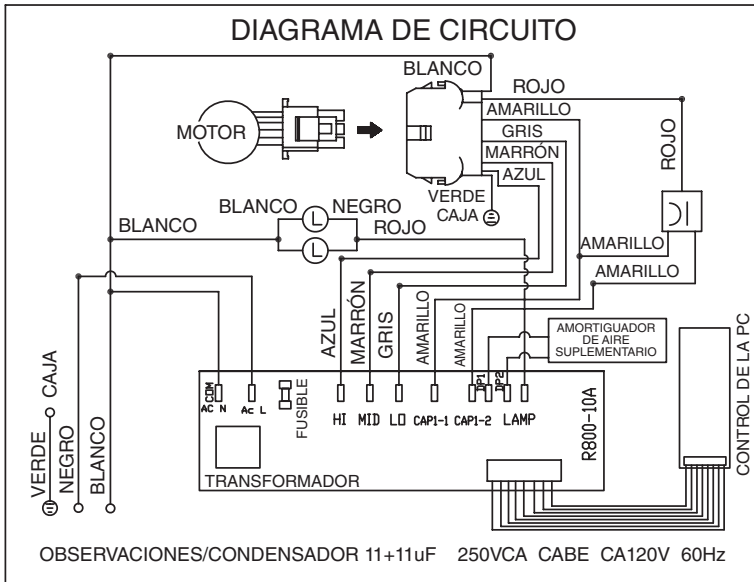 DIAGRAMA DE CIRCUITO
BLANCO
ROJO
AMARILLO
GRIS
MARRÓN
AZUL
MOTOR
VERDE
CAJA
ROJO
BLANCO
BLANCO
NEGRO
ROJO
AMARILLO
AMARILLO
AZUL
MARRÓN
GRIS
AMARILLO
AMARILLO
AMORTIGUADOR
DE AIRE
SUPLEMENTARIO
CONTROL DE LA PC
CAJA
VERDE
NEGRO
BLANCO
COM
AC N
Ac L
FUSIBLE
HI MID LO CAP1-1 CAP1-2 LAMP
DP1
DP2
R800-10A
TRANSFORMADOR
OBSERVACIONES/CONDENSADOR 11+11uF 250VCA CABE CA120V 60Hz